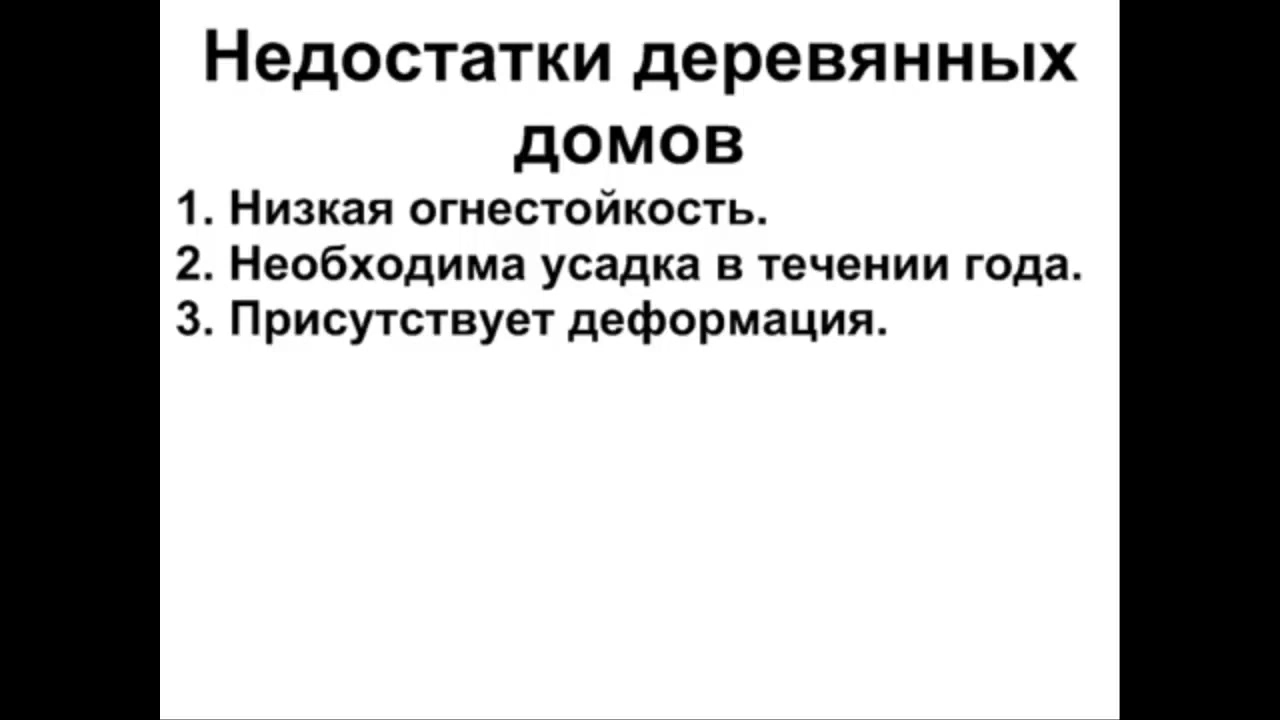 Недостатки деревянных
домов
1. Низкая огнестойкость.
2. Необходима усадка в течении года.
3. Присутствует деформация.